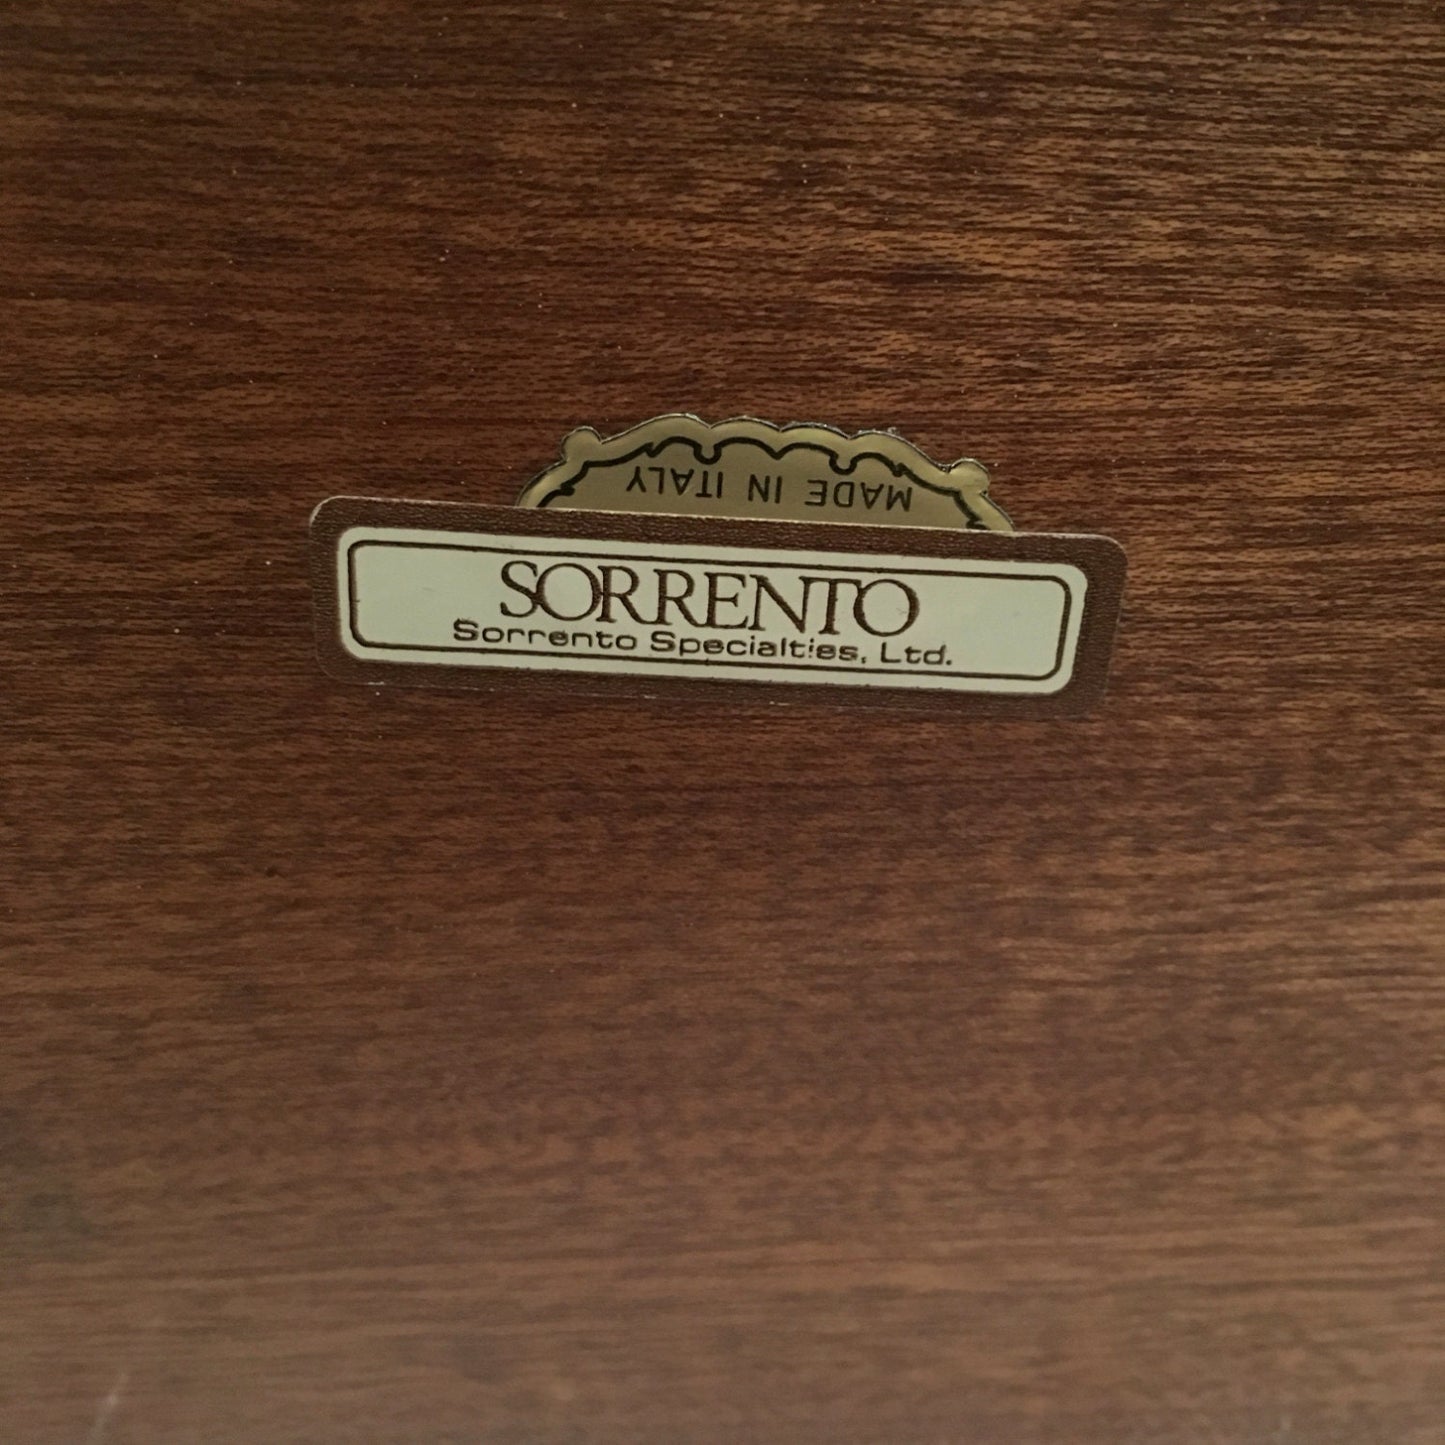 MADE IN ITALY
SORRENTO
Sorrento Specialties, Ltd.